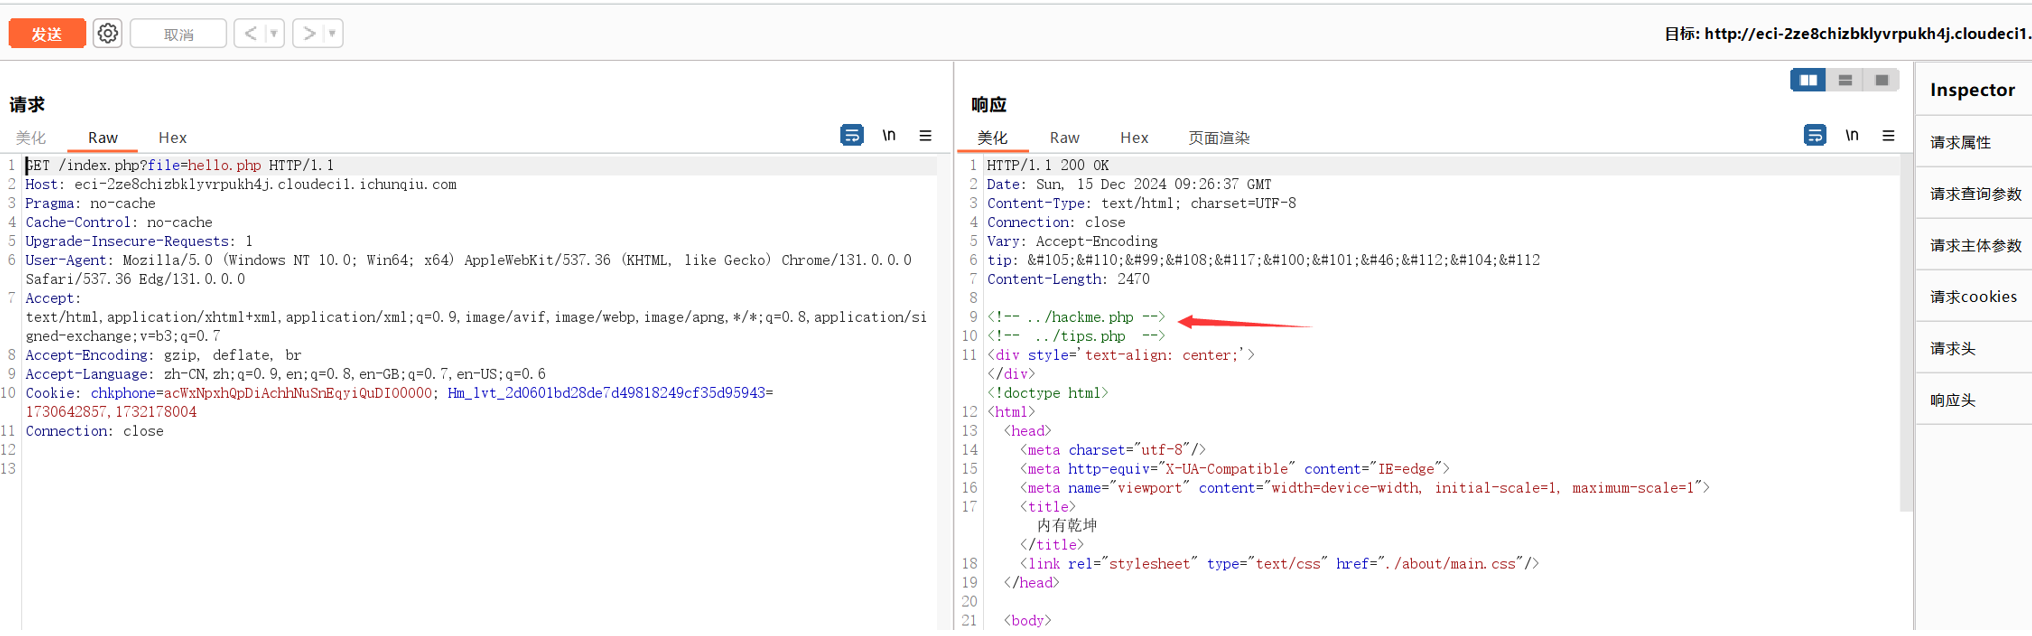 发送
取消
<
>
目标: http://eci-2ze8chizbklyvrpukh4j.cloudeci1.
请求
美化 Raw Hex
\n
1 GET /index.php?file=hello.php HTTP/1.1
2 Host: eci-2ze8chizbklyvrpukh4j.cloudeci1.ichunqiu.com
3 Pragma: no-cache
4 Cache-Control: no-cache
5 Upgrade-Insecure-Requests: 1
6 User-Agent: Mozilla/5.0 (Windows NT 10.0; Win64; x64) AppleWebKit/537.36 (KHTML, like Gecko) Chrome/131.0.0.0
Safari/537.36 Edg/131.0.0.0
7 Accept:
text/html,application/xhtml+xml,application/xml;q=0.9,image/avif,image/webp,image/apng,*/*;q=0.8,application/si
gned-exchange;v=b3;q=0.7
8 Accept-Encoding: gzip, deflate, br
9 Accept-Language: zh-CN,zh;q=0.9,en;q=0.8,en-GB;q=0.7,en-US;q=0.6
10 Cookie: chkphone=acWxNpxhQpDiAchhNuSnEqyiQuDIO0000; Hm_lvt_2d0601bd28de7d49818249cf35d95943=
1730642857,1732178004
11 Connection: close
12
13
响应
美化 Raw Hex 页面渲染
\n
1 HTTP/1.1 200 OK
2 Date: Sun, 15 Dec 2024 09:26:37 GMT
3 Content-Type: text/html; charset=UTF-8
4 Connection: close
5 Vary: Accept-Encoding
6 tip: &#105;&#110;&#99;&#108;&#117;&#100;&#101;&#46;&#112;&#104;&#112
7 Content-Length: 2470
8
9 <!-- ../hackme.php -->
10 <!-- ../tips.php -->
11 <div style='text-align: center;'>
</div>
<!doctype html>
12 <html>
13 <head>
14 <meta charset="utf-8"/>
15 <meta http-equiv="X-UA-Compatible" content="IE=edge">
16 <meta name="viewport" content="width=device-width, initial-scale=1, maximum-scale=1">
17 <title>
内有乾坤
</title>
18 <link rel="stylesheet" type="text/css" href="./about/main.css"/>
19 </head>
20
21 <body>
Inspector
请求属性
请求查询参数
请求主体参数
请求cookies
请求头
响应头